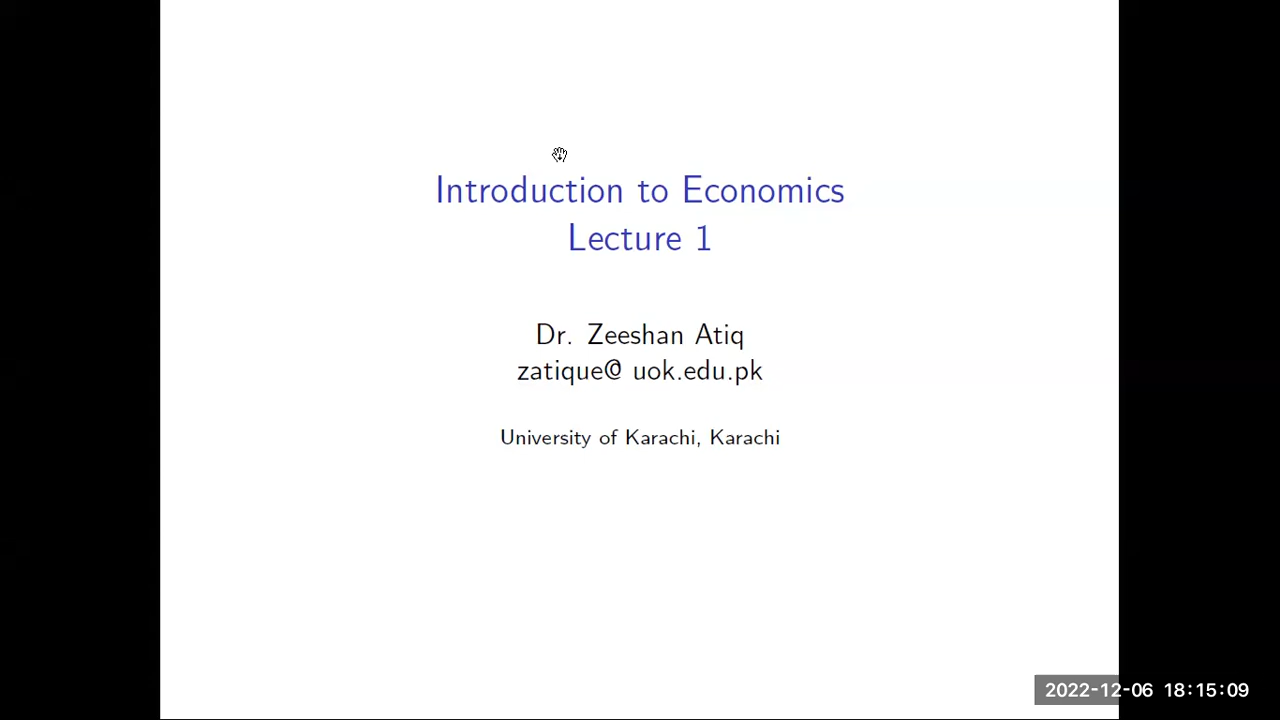 Introduction to Economics
Lecture 1
Dr. Zeeshan Atiq
zatique@ uok.edu.pk
University of Karachi, Karachi
2022-12-06 18:15:09